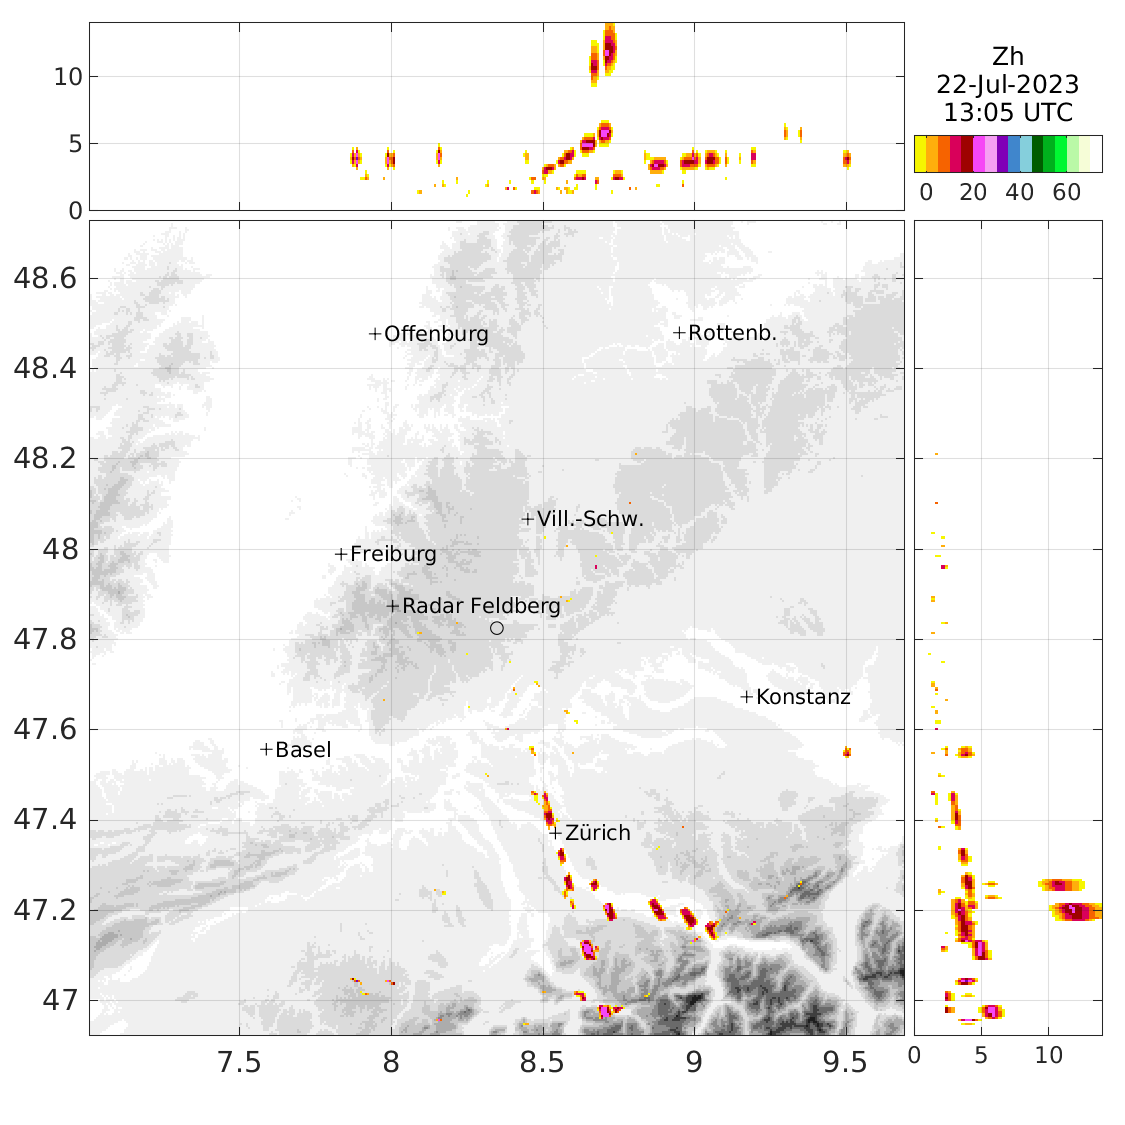 10
5
0
Zh
22-Jul-2023
13:05 UTC
0 20 40 60
48.6
48.4
48.2
48
47.8
47.6
47.4
47.2
47
Offenburg
Rottenb.
Vill.-Schw.
Freiburg
Radar Feldberg
Konstanz
Basel
Zürich
7.5 8 8.5 9 9.5
0 5 10